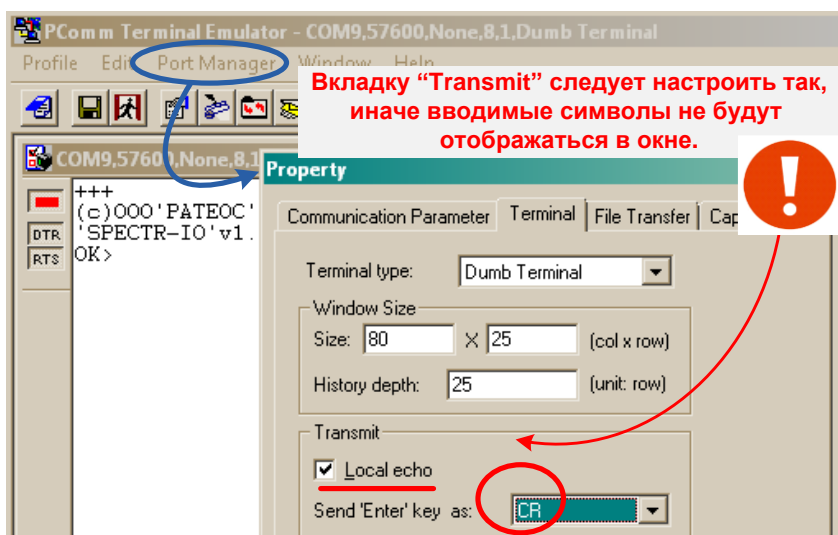 PComm Terminal Emulator - COM9,57600,None,8,1,Dumb Terminal
Profile Edit Port Manager Window Help
Вкладку “Transmit” следует настроить так,
иначе вводимые символы не будут
отображаться в окне.
COM9,57600,None,8,1
Property
+++
(c)ООО'РАТЕОС'
'SPECTR-IO'v1.
OK>
DTR
RTS
Communication Parameter Terminal File Transfer Cap
Terminal type: Dumb Terminal
Window Size
Size: 80 X 25 (col x row)
History depth: 25 (unit: row)
Transmit
Local echo
Send 'Enter' key as: CR